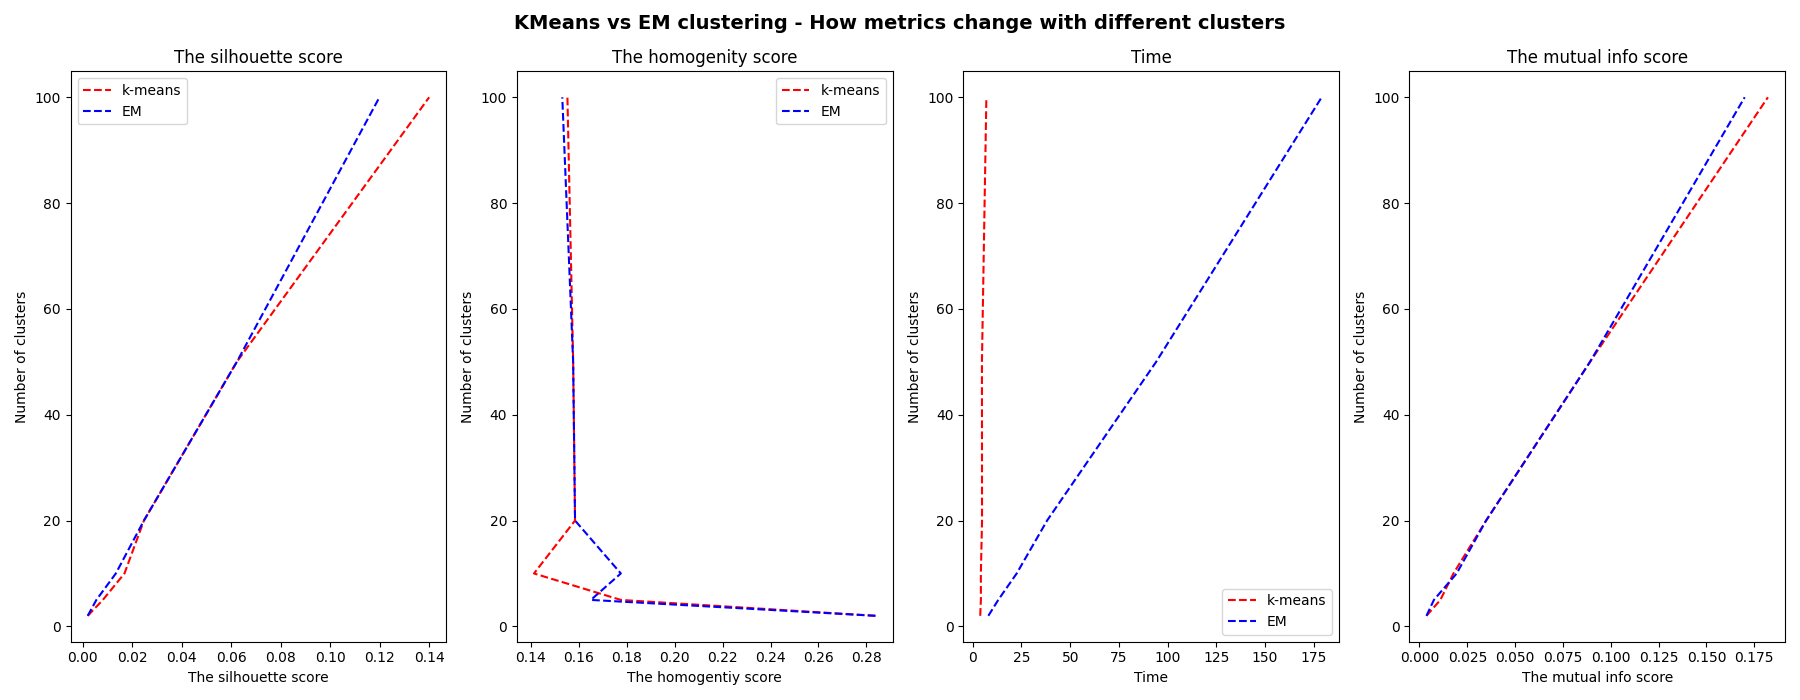 KMeans vs EM clustering - How metrics change with different clusters
The silhouette score
k-means
EM
Number of clusters
100
80
60
40
20
0
0.00 0.02 0.04 0.06 0.08 0.10 0.12 0.14
The silhouette score
The homogenity score
k-means
EM
Number of clusters
100
80
60
40
20
0
0.14 0.16 0.18 0.20 0.22 0.24 0.26 0.28
The homogentiy score
Time
Number of clusters
100
80
60
40
20
0
k-means
EM
0 25 50 75 100 125 150 175
Time
The mutual info score
Number of clusters
100
80
60
40
20
0
0.000 0.025 0.050 0.075 0.100 0.125 0.150 0.175
The mutual info score